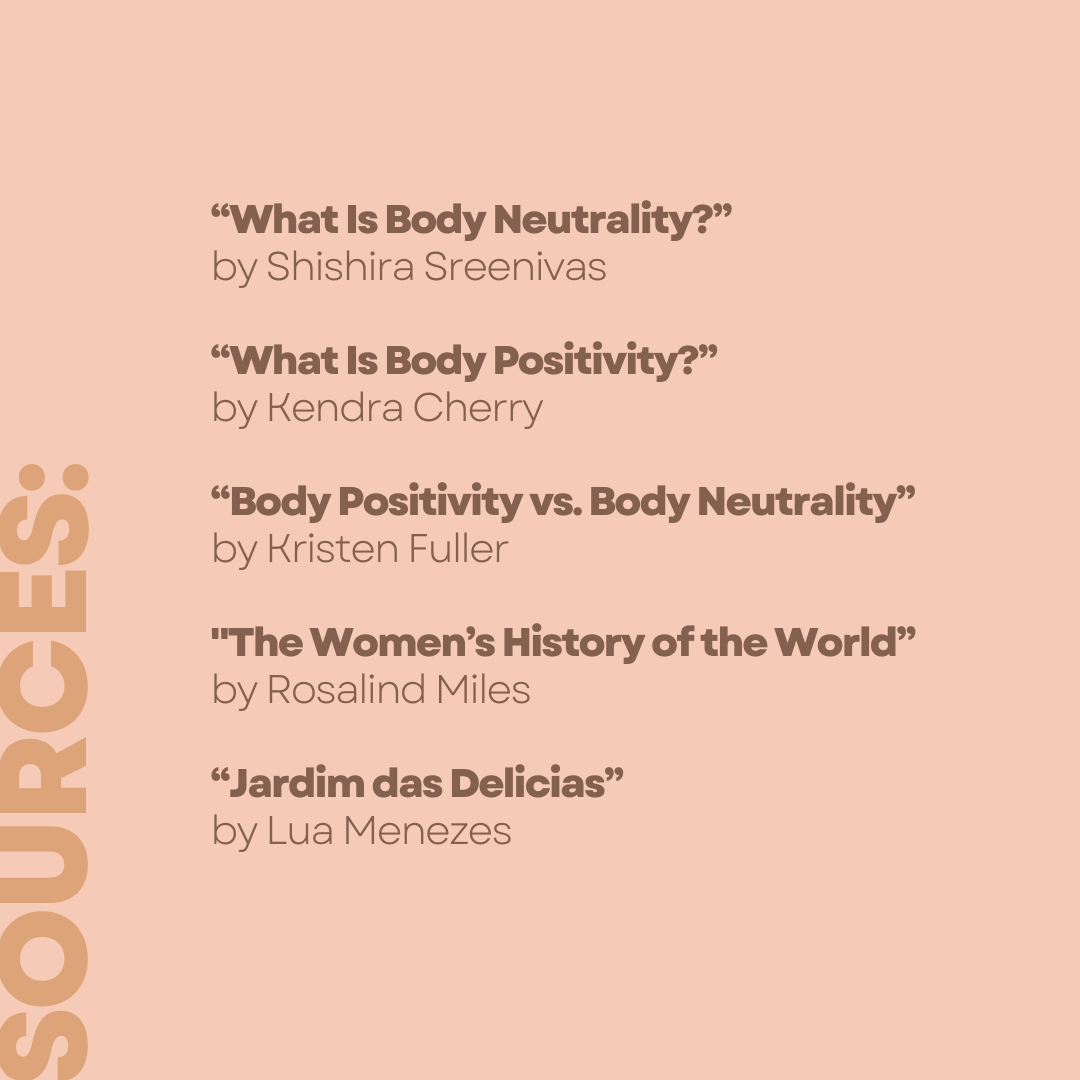 “What Is Body Neutrality?”
by Shishira Sreenivas
“What Is Body Positivity?”
by Kendra Cherry
“Body Positivity vs. Body Neutrality”
by Kristen Fuller
"The Women’s History of the World”
by Rosalind Miles
“Jardim das Delicias”
by Lua Menezes
SOURCES: